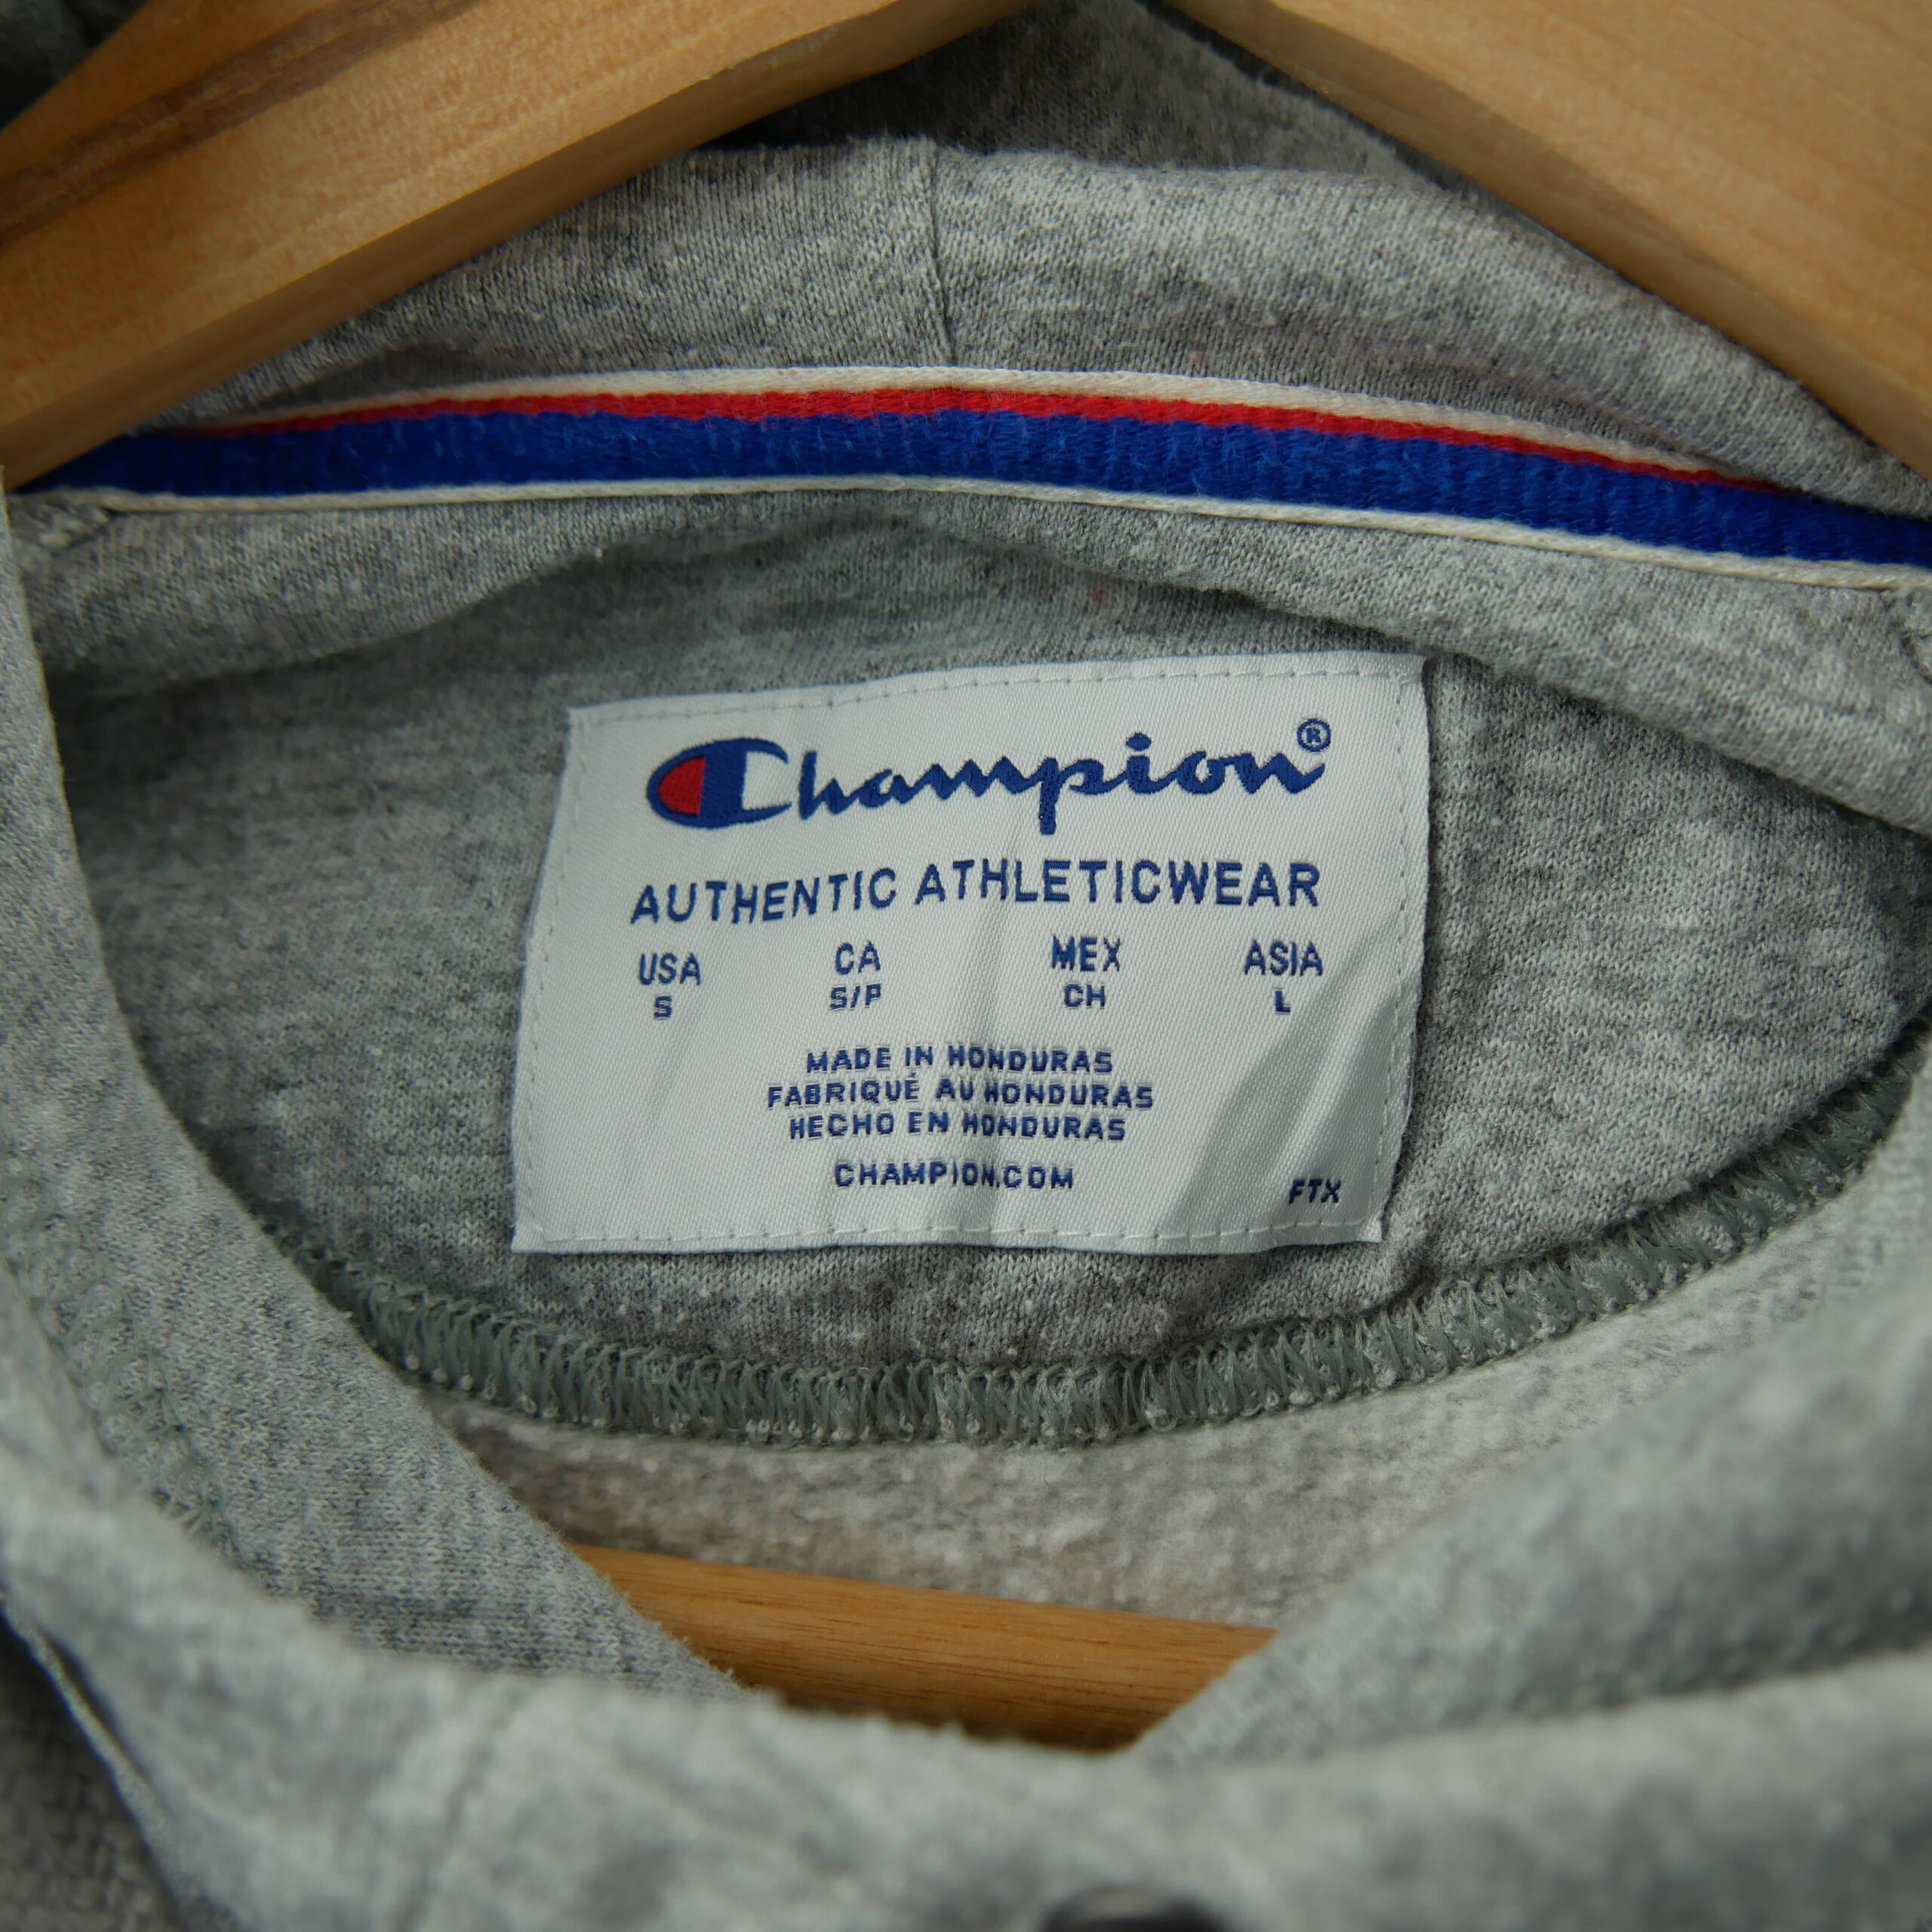 Champion®
AUTHENTIC ATHLETICWEAR
USA CA MEX ASIA
S S/P CH L
MADE IN HONDURAS
FABRIQUÉ AU HONDURAS
HECHO EN HONDURAS
CHAMPION.COM
FTX